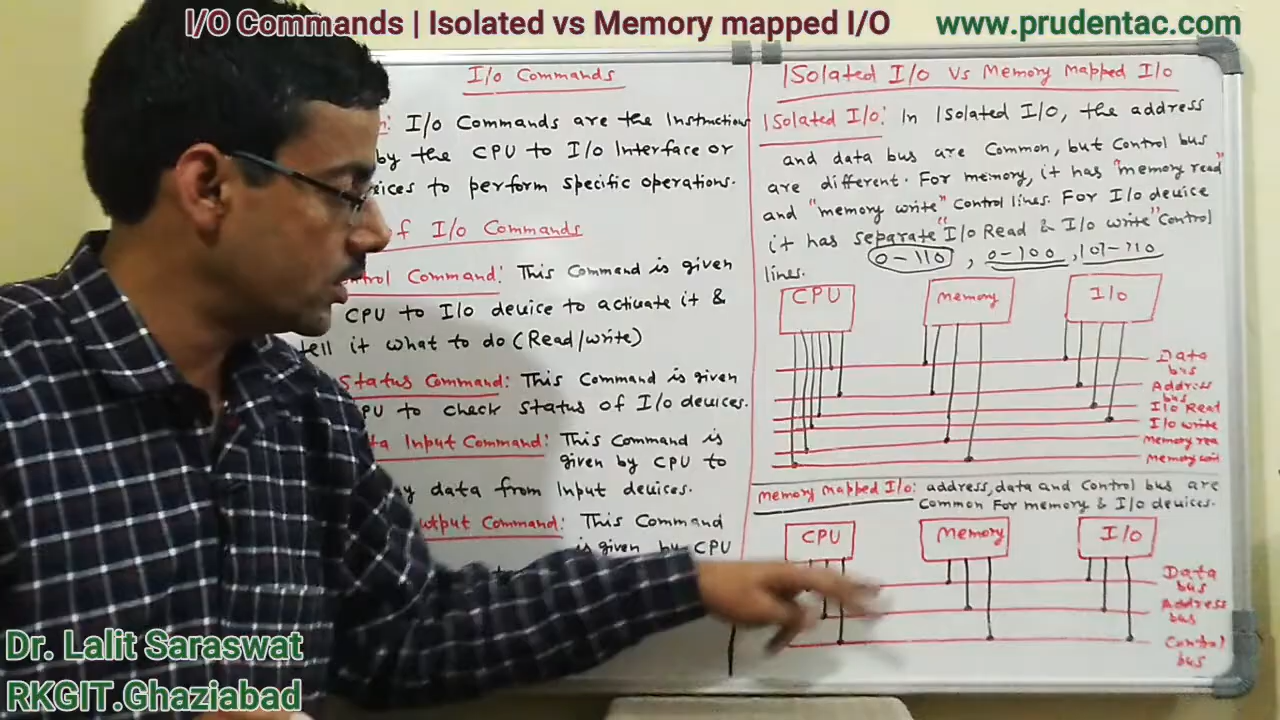 I/O Commands | Isolated vs Memory mapped I/O
www.prudentac.com
I/o Commands
I/o Commands are the Instructions
by the CPU to I/o Interface or
to perform specific operations.
of I/o Commands
Command: This Command is given
CPU to I/o device to activate it &
tell it what to do (Read/write)
Status Command: This Command is given
to check status of I/o devices.
Input Command: This Command is
given by CPU to
data from Input devices.
Command: This Command
is given by CPU
ISolated I/o Vs Memory Mapped I/o
ISolated I/o: In ISolated I/o, the address
and data bus are Common, but Control bus
are different. For memory, it has "memory read"
and "memory write" Control lines. For I/o device
it has separate "I/o Read & I/o write" Control
lines.
0-110, 0-100, 101-110
CPU
Memory
I/o
Data
bus
Address
bus
I/o Read
I/o write
Memory rea
Memory
Memory Mapped I/o: address, data and Control bus are
Common For memory & I/o devices.
CPU
Memory
I/o
Data
bus
Address
bus
Control
bus
Dr. Lalit Saraswat
RKGIT.Ghaziabad